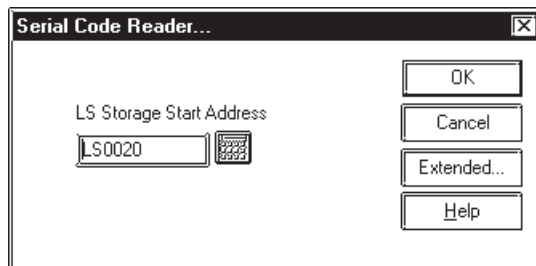 Serial Code Reader...
OK
LS Storage Start Address
Cancel
LS0020
Extended...
Help